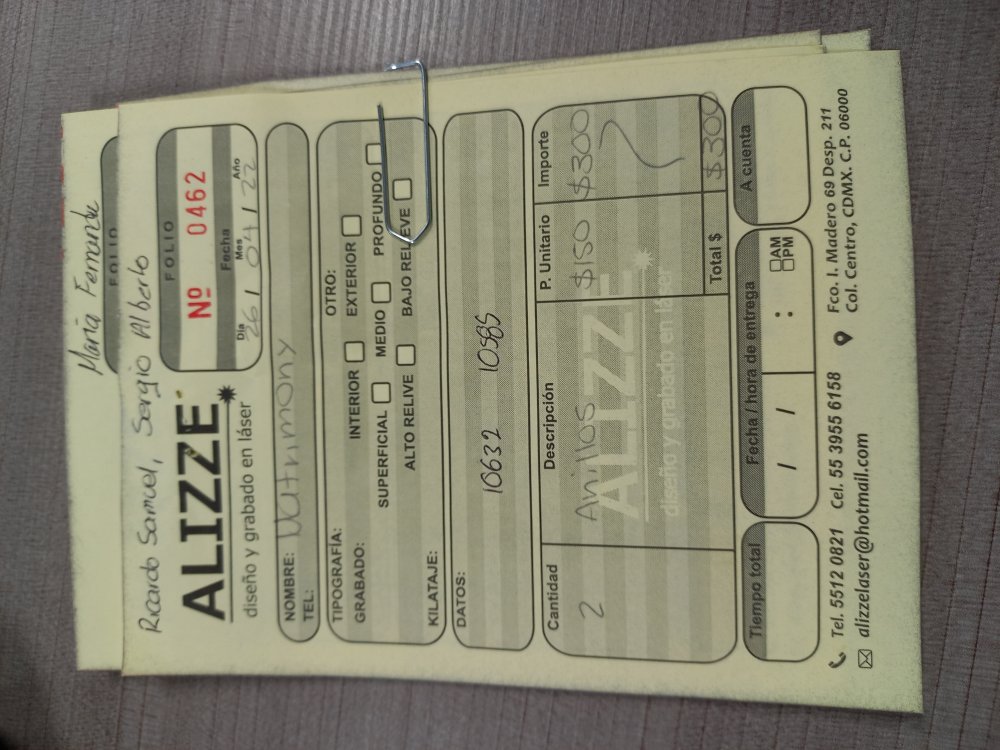 María Fernanda
FOLIO
Ricardo Samuel, Sergio Alberto
ALIZZE
diseño y grabado en láser
FOLIO
Nº 0462
Fecha
Día Mes Año
26 / 04 / 22
NOMBRE: Matrimony
TEL:
TIPOGRAFÍA: OTRO:
GRABADO: INTERIOR EXTERIOR
SUPERFICIAL MEDIO PROFUNDO
ALTO RELIVE BAJO RELIEVE
KILATAJE:
DATOS:
10632 10585
Cantidad Descripción P. Unitario Importe
2 Anillos $150 $300
ALIZZE
diseño y grabado en láser
Total $ $300
Tiempo total Fecha / hora de entrega A cuenta
/ / : AM
PM
Tel. 5512 0821 Cel. 55 3955 6158
alizzelaser@hotmail.com
Fco. I. Madero 69 Desp. 211
Col. Centro, CDMX. C.P. 06000